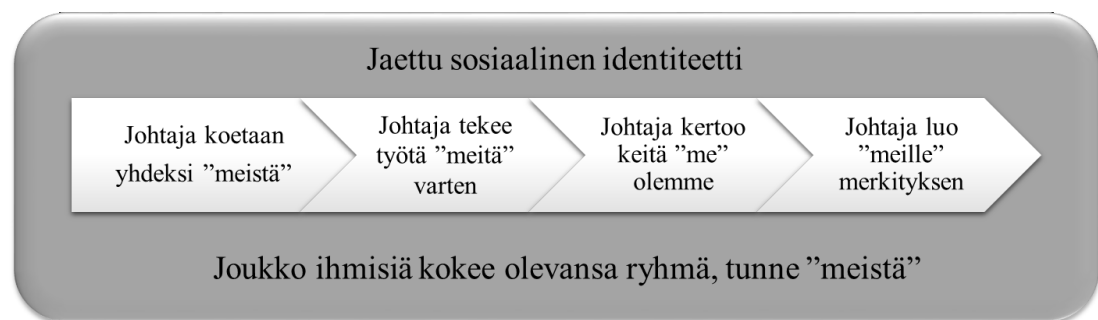 Jaettu sosiaalinen identiteetti
Johtaja koetaan
yhdeksi ”meistä”
Johtaja tekee
työtä ”meitä”
varten
Johtaja kertoo
keitä ”me”
olemme
Johtaja luo
”meille”
merkityksen
Joukko ihmisiä kokee olevansa ryhmä, tunne ”meistä”